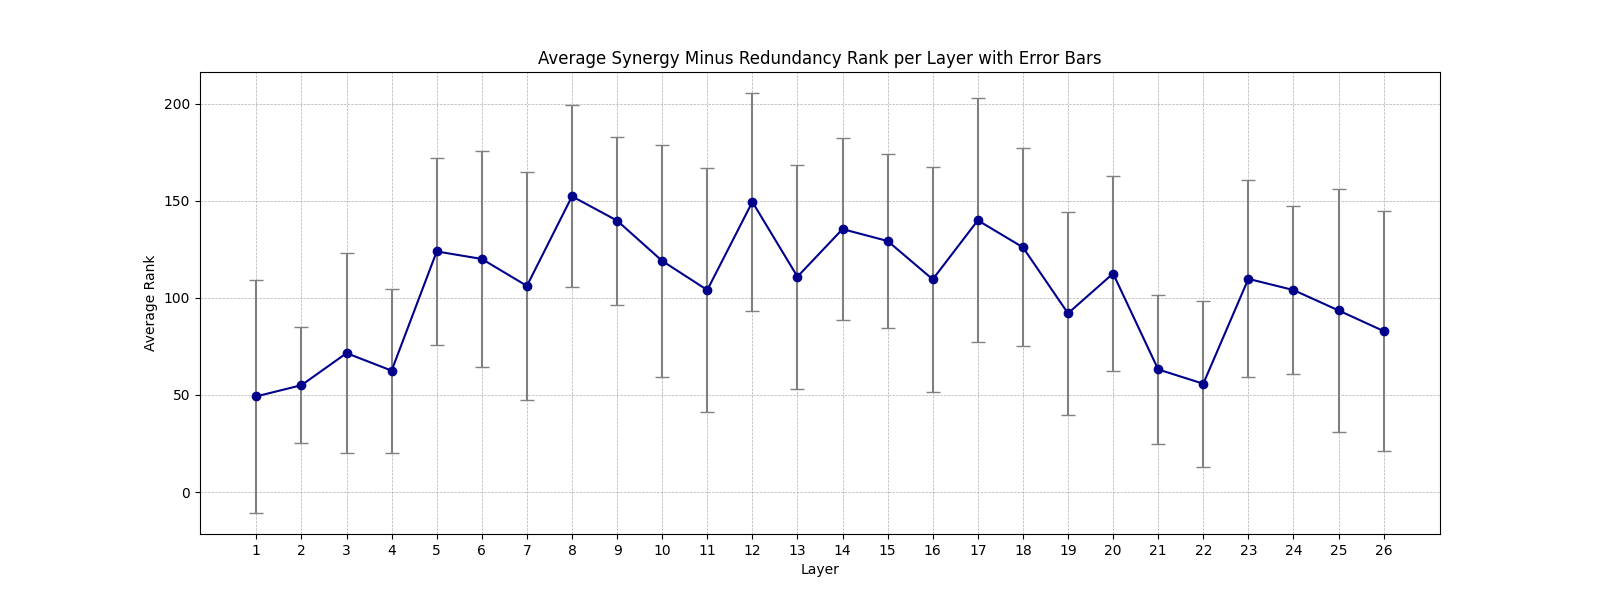 Average Synergy Minus Redundancy Rank per Layer with Error Bars
200
150
100
50
0
Average Rank
1 2 3 4 5 6 7 8 9 10 11 12 13 14 15 16 17 18 19 20 21 22 23 24 25 26
Layer